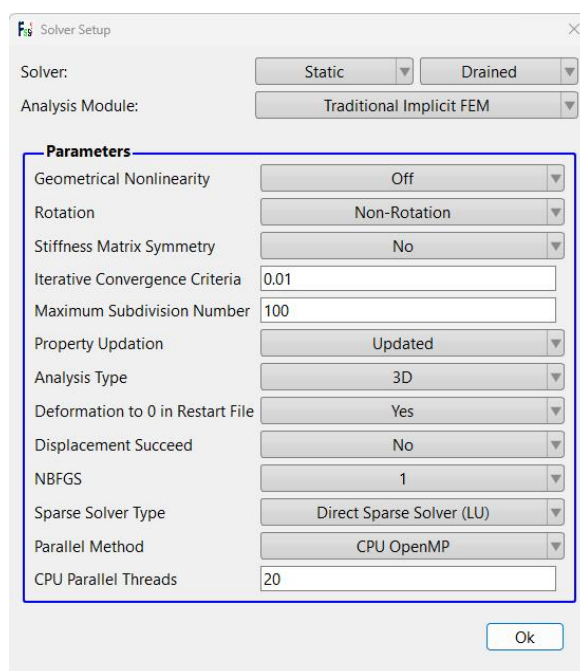 Solver Setup
Solver: Static Drained
Analysis Module: Traditional Implicit FEM
Parameters
Geometrical Nonlinearity Off
Rotation Non-Rotation
Stiffness Matrix Symmetry No
Iterative Convergence Criteria 0.01
Maximum Subdivision Number 100
Property Updation Updated
Analysis Type 3D
Deformation to 0 in Restart File Yes
Displacement Succeed No
NBFGS 1
Sparse Solver Type Direct Sparse Solver (LU)
Parallel Method CPU OpenMP
CPU Parallel Threads 20
Ok